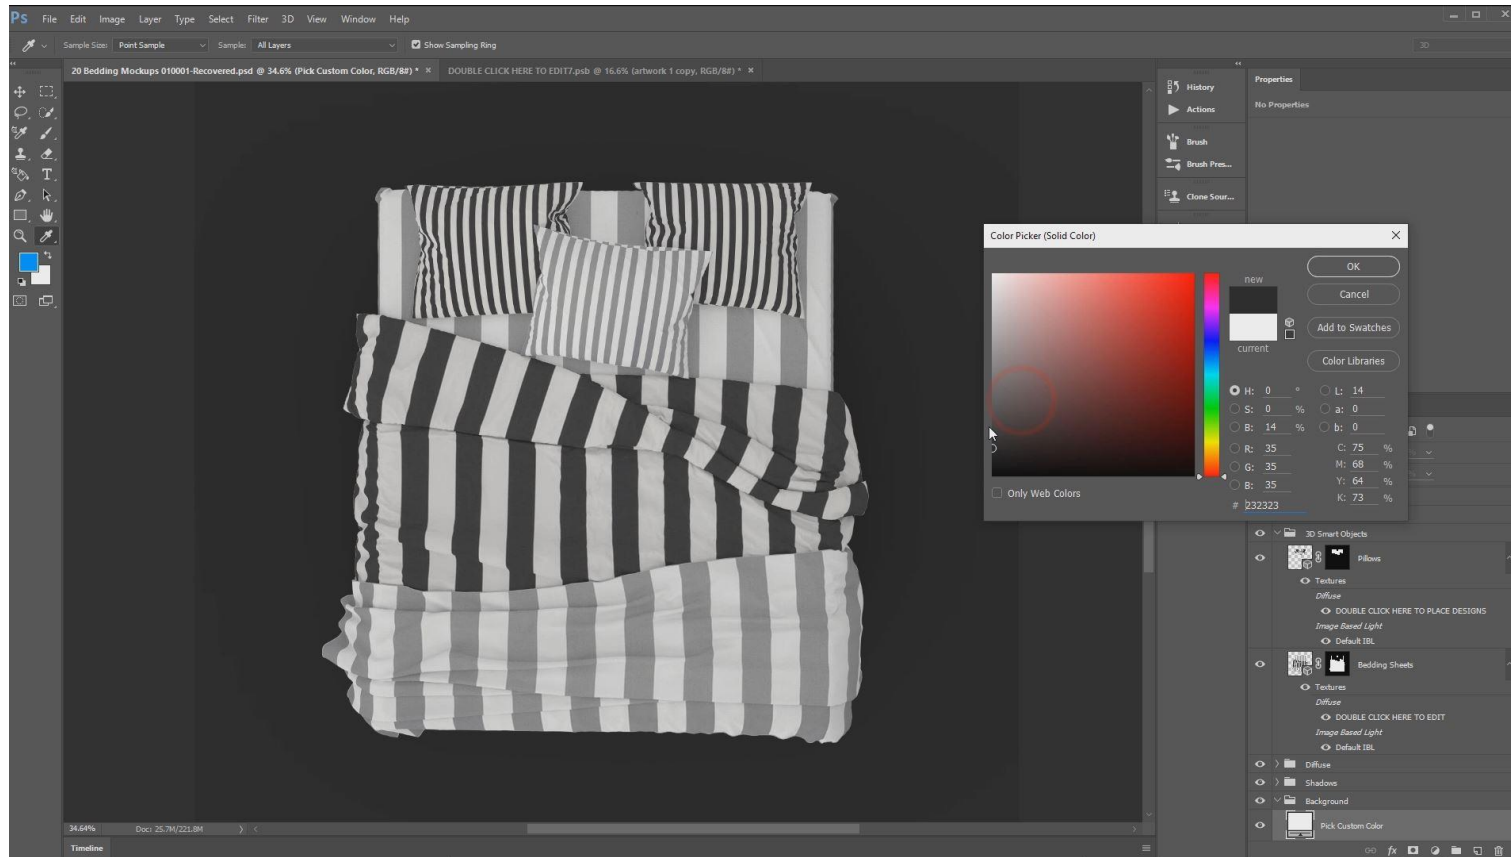 Ps File Edit Image Layer Type Select Filter 3D View Window Help
Sample Size: Point Sample Sample: All Layers Show Sampling Ring 3D
20 Bedding Mockups 010001-Recovered.psd @ 34.6% (Pick Custom Color, RGB/8#) * × DOUBLE CLICK HERE TO EDIT7.psb @ 16.6% (artwork 1 copy, RGB/8#) * ×
History
Actions
Brush
Brush Pres...
Clone Sour...
Properties
No Properties
Color Picker (Solid Color)
new
current
OK
Cancel
Add to Swatches
Color Libraries
H: 0 ° L: 14
S: 0 % a: 0
B: 14 % b: 0
R: 35 C: 75 %
G: 35 M: 68 %
B: 35 Y: 64 %
K: 73 %
# 232323
Only Web Colors
3D Smart Objects
Pillows
Textures
Diffuse
DOUBLE CLICK HERE TO PLACE DESIGNS
Image Based Light
Default IBL
Bedding Sheets
Textures
Diffuse
DOUBLE CLICK HERE TO EDIT
Image Based Light
Default IBL
Diffuse
Shadows
Background
Pick Custom Color
fx
34.64% Doc: 25.7M/221.8M
Timeline